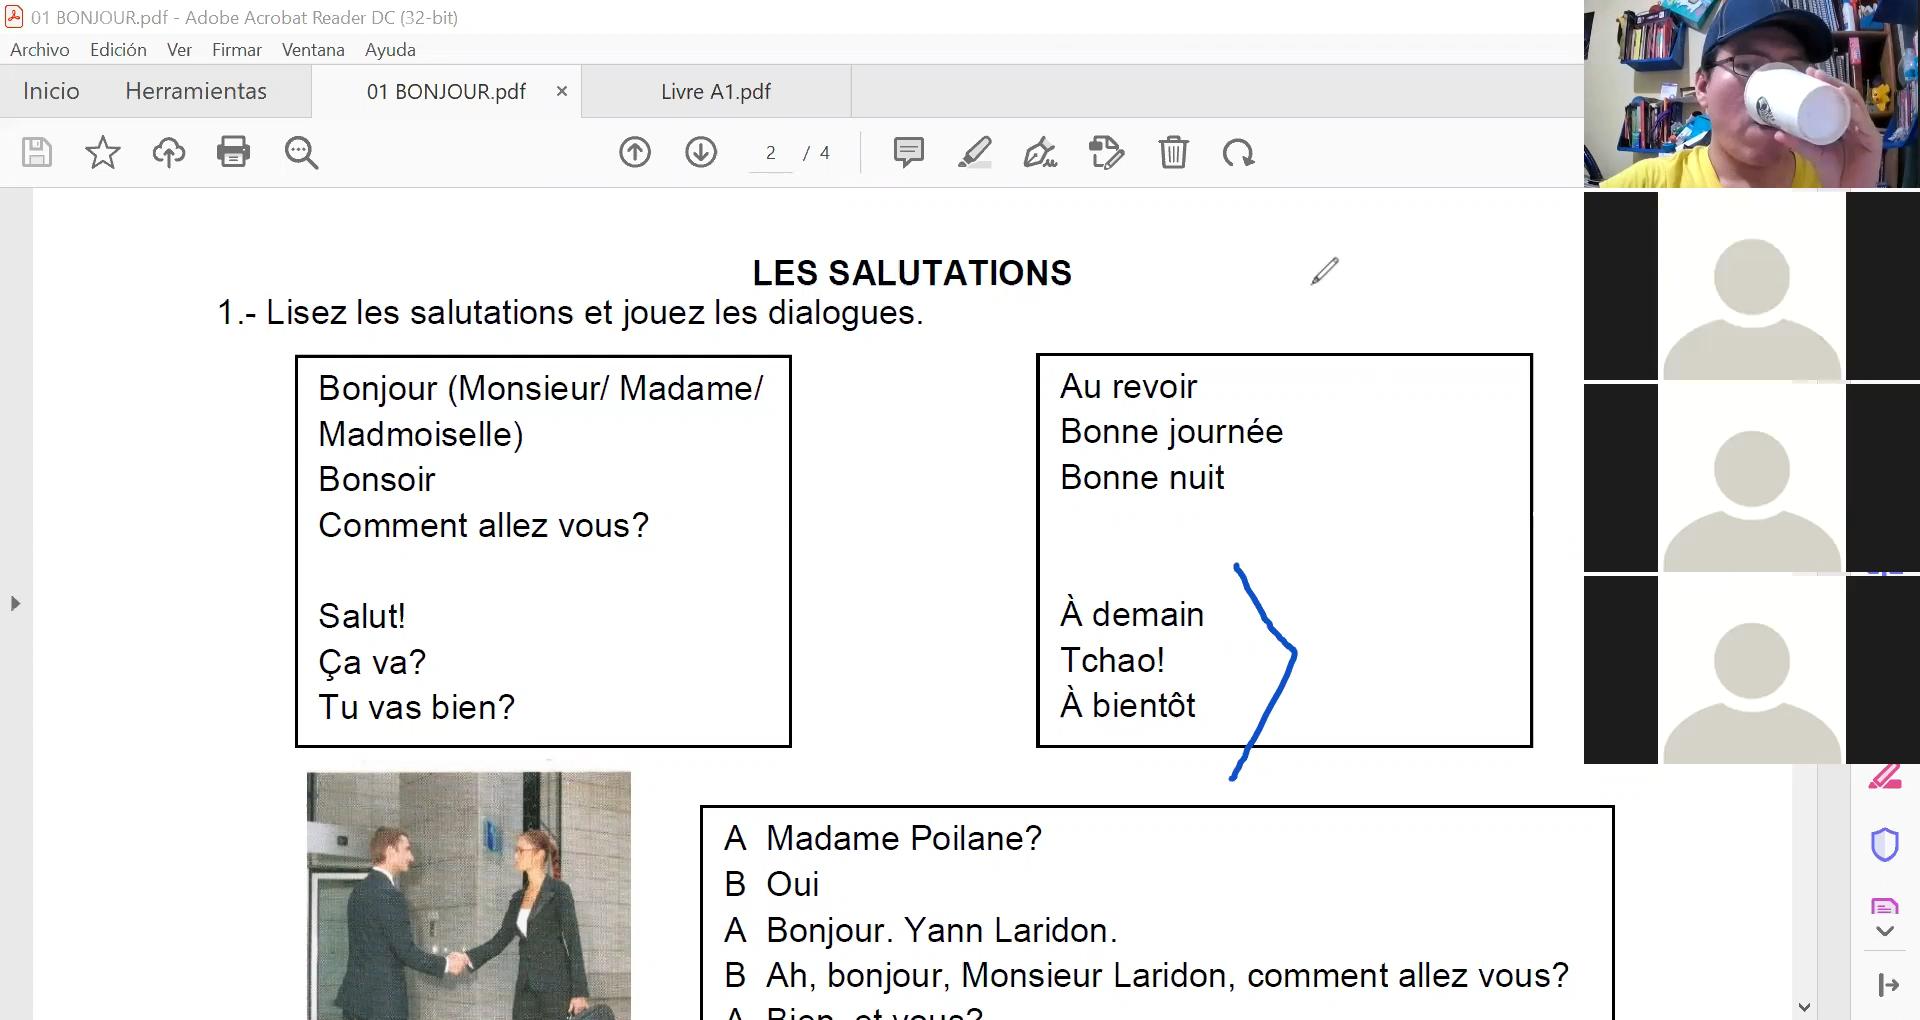 01 BONJOUR.pdf - Adobe Acrobat Reader DC (32-bit)
Archivo Edición Ver Firmar Ventana Ayuda
Inicio Herramientas 01 BONJOUR.pdf × Livre A1.pdf
2 / 4
LES SALUTATIONS
1.- Lisez les salutations et jouez les dialogues.
Bonjour (Monsieur/ Madame/
Madmoiselle)
Bonsoir
Comment allez vous?
Salut!
Ça va?
Tu vas bien?
Au revoir
Bonne journée
Bonne nuit
À demain
Tchao!
À bientôt
A Madame Poilane?
B Oui
A Bonjour. Yann Laridon.
B Ah, bonjour, Monsieur Laridon, comment allez vous?
A Bien, et vous?